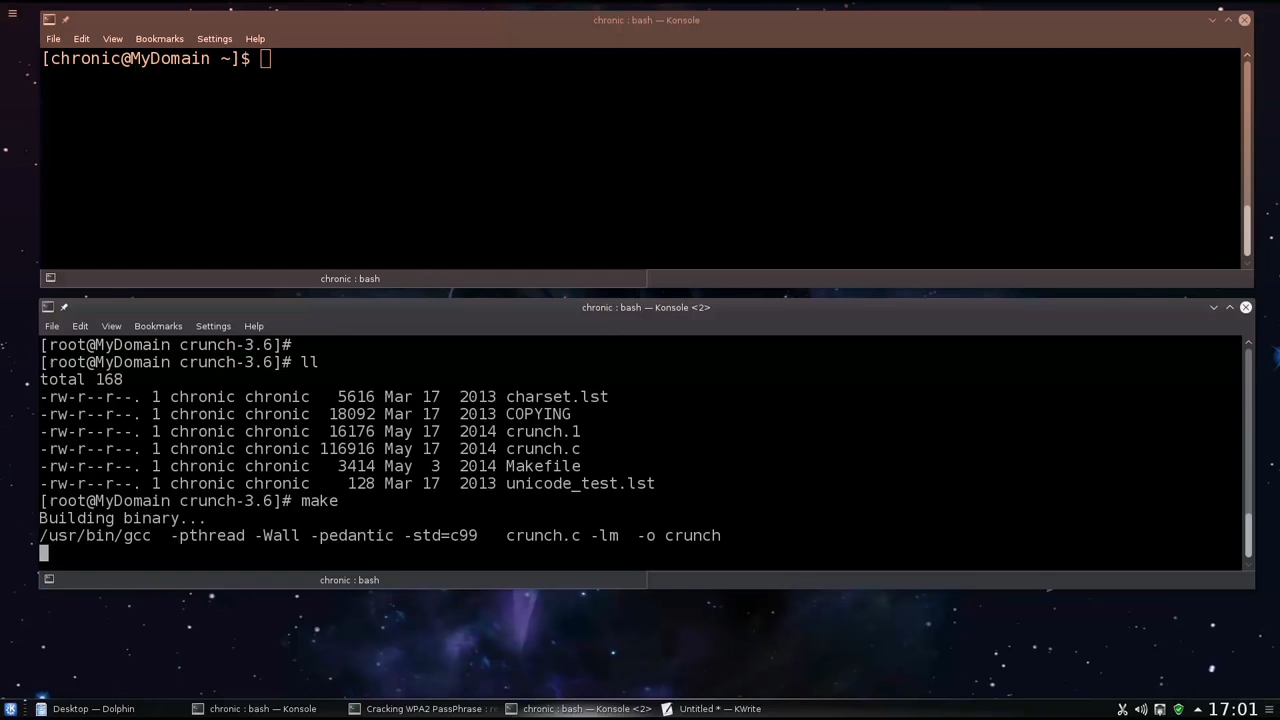 chronic : bash — Konsole
File Edit View Bookmarks Settings Help
[chronic@MyDomain ~]$
chronic : bash
chronic : bash — Konsole <2>
File Edit View Bookmarks Settings Help
[root@MyDomain crunch-3.6]#
[root@MyDomain crunch-3.6]# ll
total 168
-rw-r--r--. 1 chronic chronic   5616 Mar 17  2013 charset.lst
-rw-r--r--. 1 chronic chronic  18092 Mar 17  2013 COPYING
-rw-r--r--. 1 chronic chronic  16176 May 17  2014 crunch.1
-rw-r--r--. 1 chronic chronic 116916 May 17  2014 crunch.c
-rw-r--r--. 1 chronic chronic   3414 May  3  2014 Makefile
-rw-r--r--. 1 chronic chronic    128 Mar 17  2013 unicode_test.lst
[root@MyDomain crunch-3.6]# make
Building binary...
/usr/bin/gcc  -pthread -Wall -pedantic -std=c99   crunch.c -lm  -o crunch
chronic : bash
Desktop — Dolphin chronic : bash — Konsole Cracking WPA2 PassPhrase : chronic : bash — Konsole <2> Untitled * — KWrite 17:01